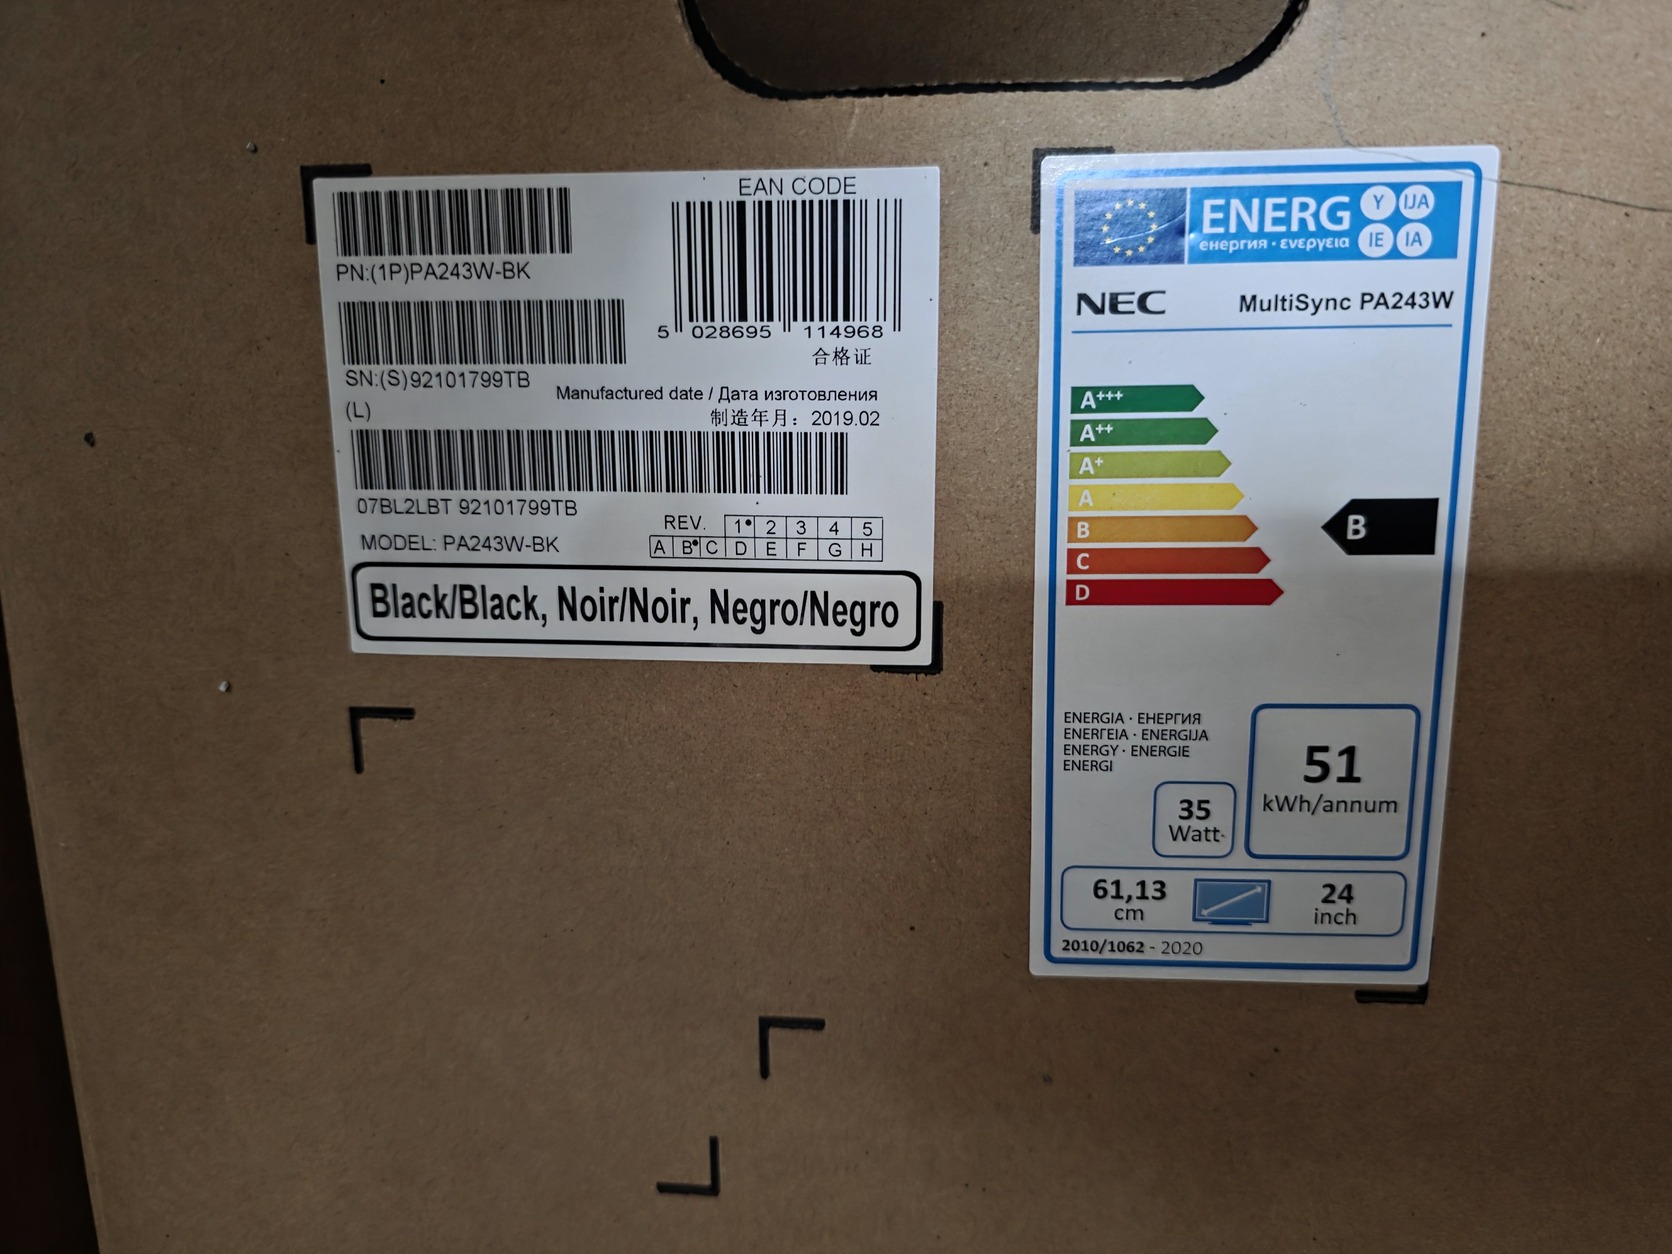 EAN CODE
PN:(1P)PA243W-BK
5 028695 114968
合格证
SN:(S)92101799TB
Manufactured date / Дата изготовления
(L)
制造年月： 2019.02
07BL2LBT 92101799TB
REV. 1 2 3 4 5
A B C D E F G H
MODEL: PA243W-BK
Black/Black, Noir/Noir, Negro/Negro
ENERG Y IJA
енергия · ενεργεια IE IA
NEC MultiSync PA243W
A+++
A++
A+
A
B B
C
D
ENERGIA · ЕНЕРГИЯ
ΕΝΕΡΓΕΙΑ · ENERGIJA
ENERGY · ENERGIE
ENERGI
51
kWh/annum
35
Watt
61,13
cm
24
inch
2010/1062 - 2020